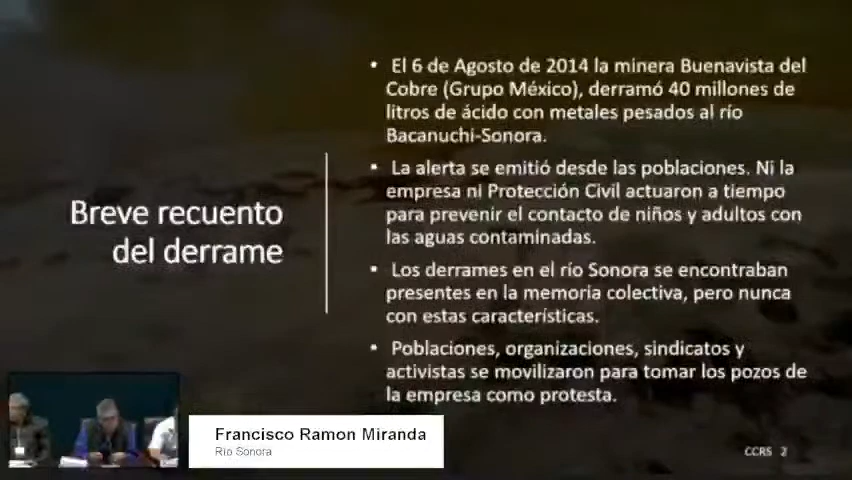 Breve recuento
del derrame
• El 6 de Agosto de 2014 la minera Buenavista del
Cobre (Grupo México), derramó 40 millones de
litros de ácido con metales pesados al río
Bacanuchi-Sonora.
• La alerta se emitió desde las poblaciones. Ni la
empresa ni Protección Civil actuaron a tiempo
para prevenir el contacto de niños y adultos con
las aguas contaminadas.
• Los derrames en el río Sonora se encontraban
presentes en la memoria colectiva, pero nunca
con estas características.
• Poblaciones, organizaciones, sindicatos y
activistas se movilizaron para tomar los pozos de
la empresa como protesta.
Francisco Ramon Miranda
Río Sonora
CCRS 2